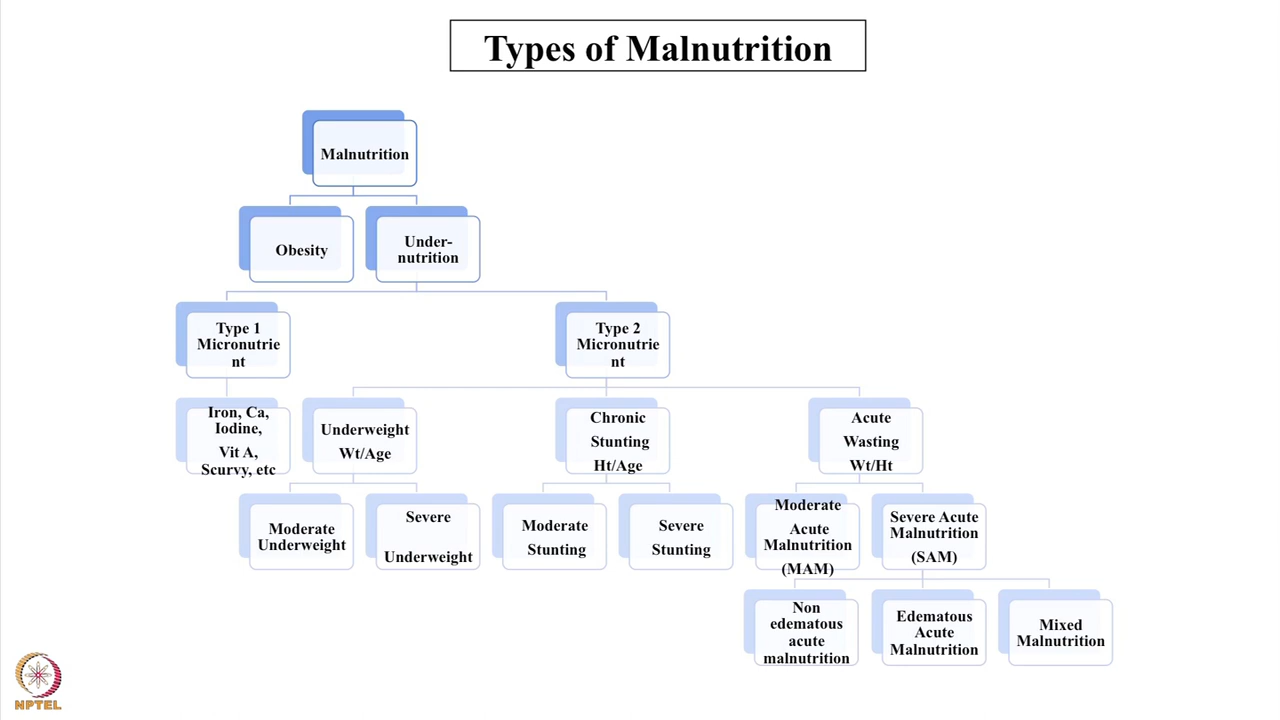 Types of Malnutrition
Malnutrition
Obesity
Under-
nutrition
Type 1
Micronutrie
nt
Type 2
Micronutrie
nt
Iron, Ca,
Iodine,
Vit A,
Scurvy, etc
Underweight
Wt/Age
Chronic
Stunting
Ht/Age
Acute
Wasting
Wt/Ht
Moderate
Underweight
Severe
Underweight
Moderate
Stunting
Severe
Stunting
Moderate
Acute
Malnutrition
(MAM)
Severe Acute
Malnutrition
(SAM)
Non
edematous
acute
malnutrition
Edematous
Acute
Malnutrition
Mixed
Malnutrition
NPTEL